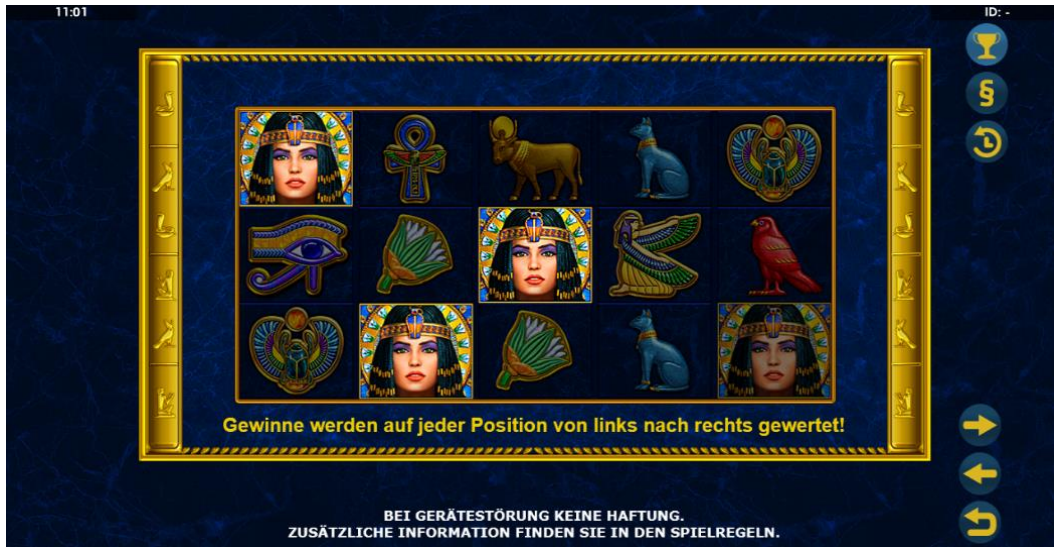 11:01
ID: -
§
Gewinne werden auf jeder Position von links nach rechts gewertet!
BEI GERÄTESTÖRUNG KEINE HAFTUNG.
ZUSÄTZLICHE INFORMATION FINDEN SIE IN DEN SPIELREGELN.